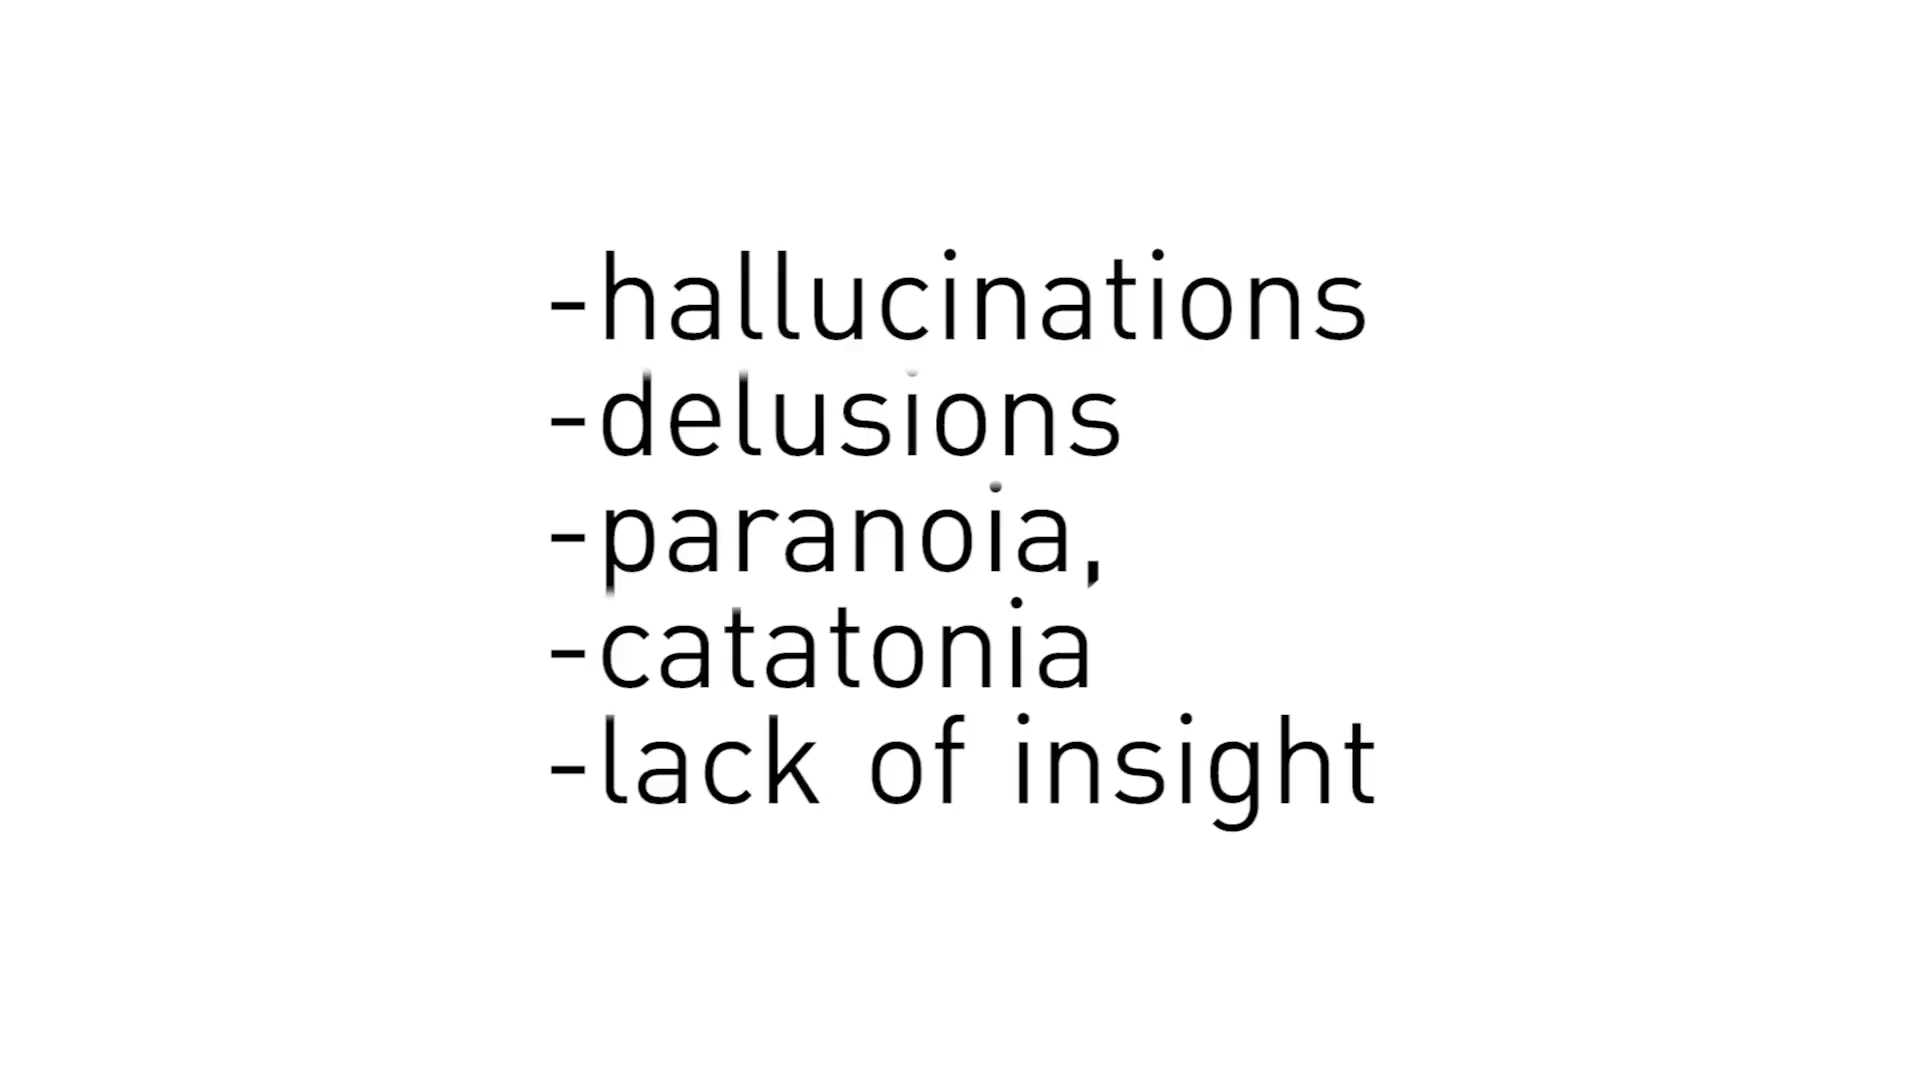 -hallucinations
-delusions
-paranoia,
-catatonia
-lack of insight